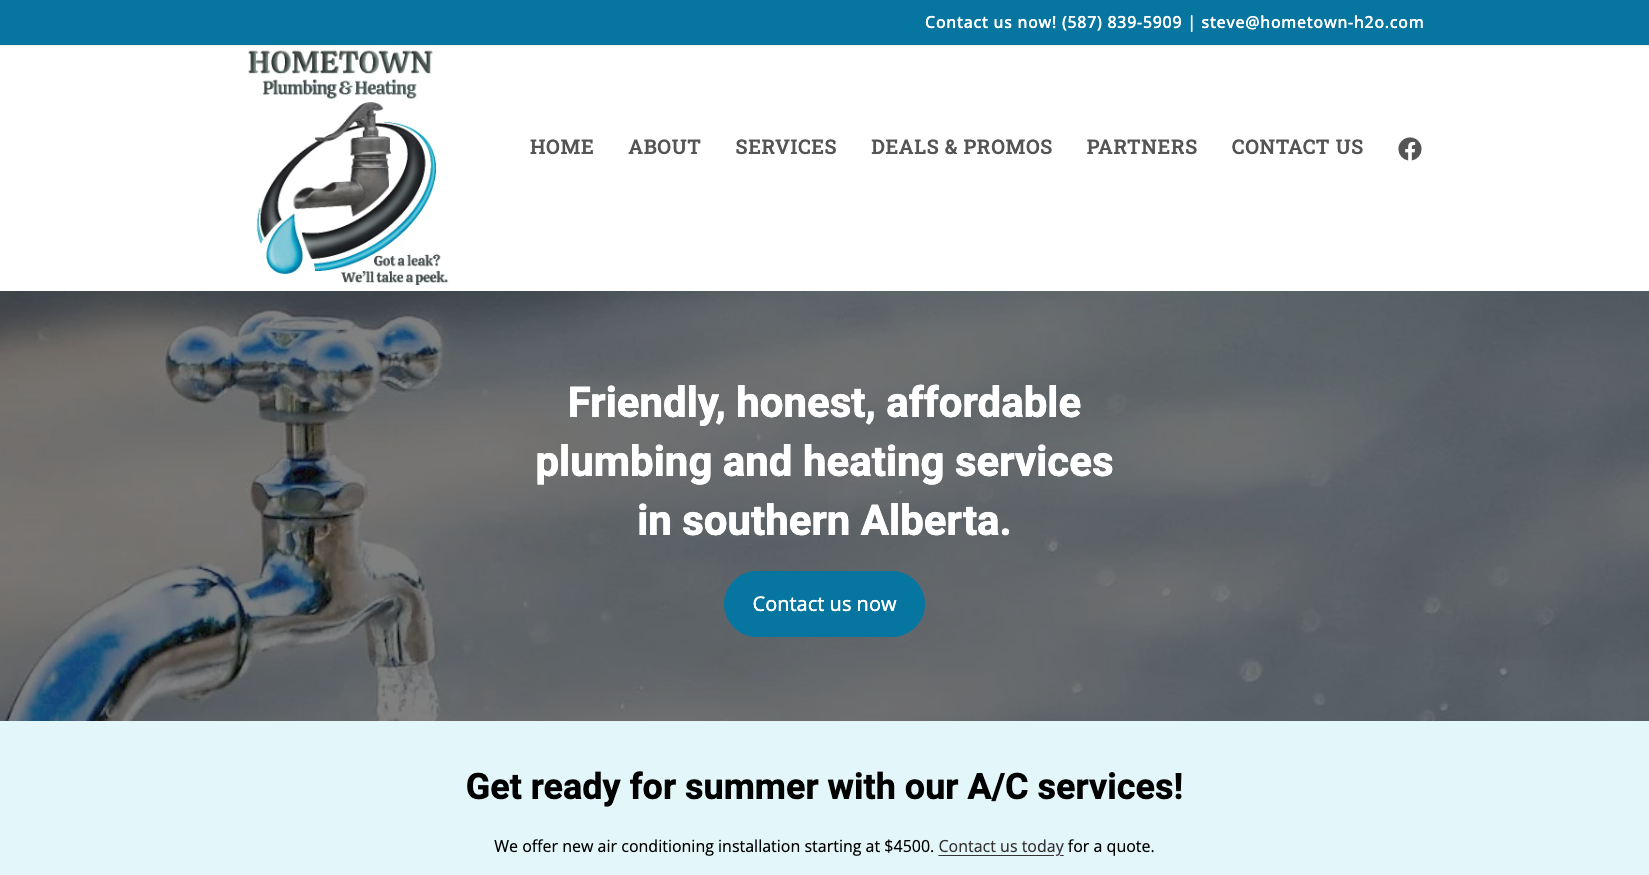 Contact us now! (587) 839-5909 | steve@hometown-h2o.com
HOMETOWN
Plumbing & Heating
Got a leak?
We'll take a peek.
HOME ABOUT SERVICES DEALS & PROMOS PARTNERS CONTACT US
Friendly, honest, affordable
plumbing and heating services
in southern Alberta.
Contact us now
Get ready for summer with our A/C services!
We offer new air conditioning installation starting at $4500. Contact us today for a quote.